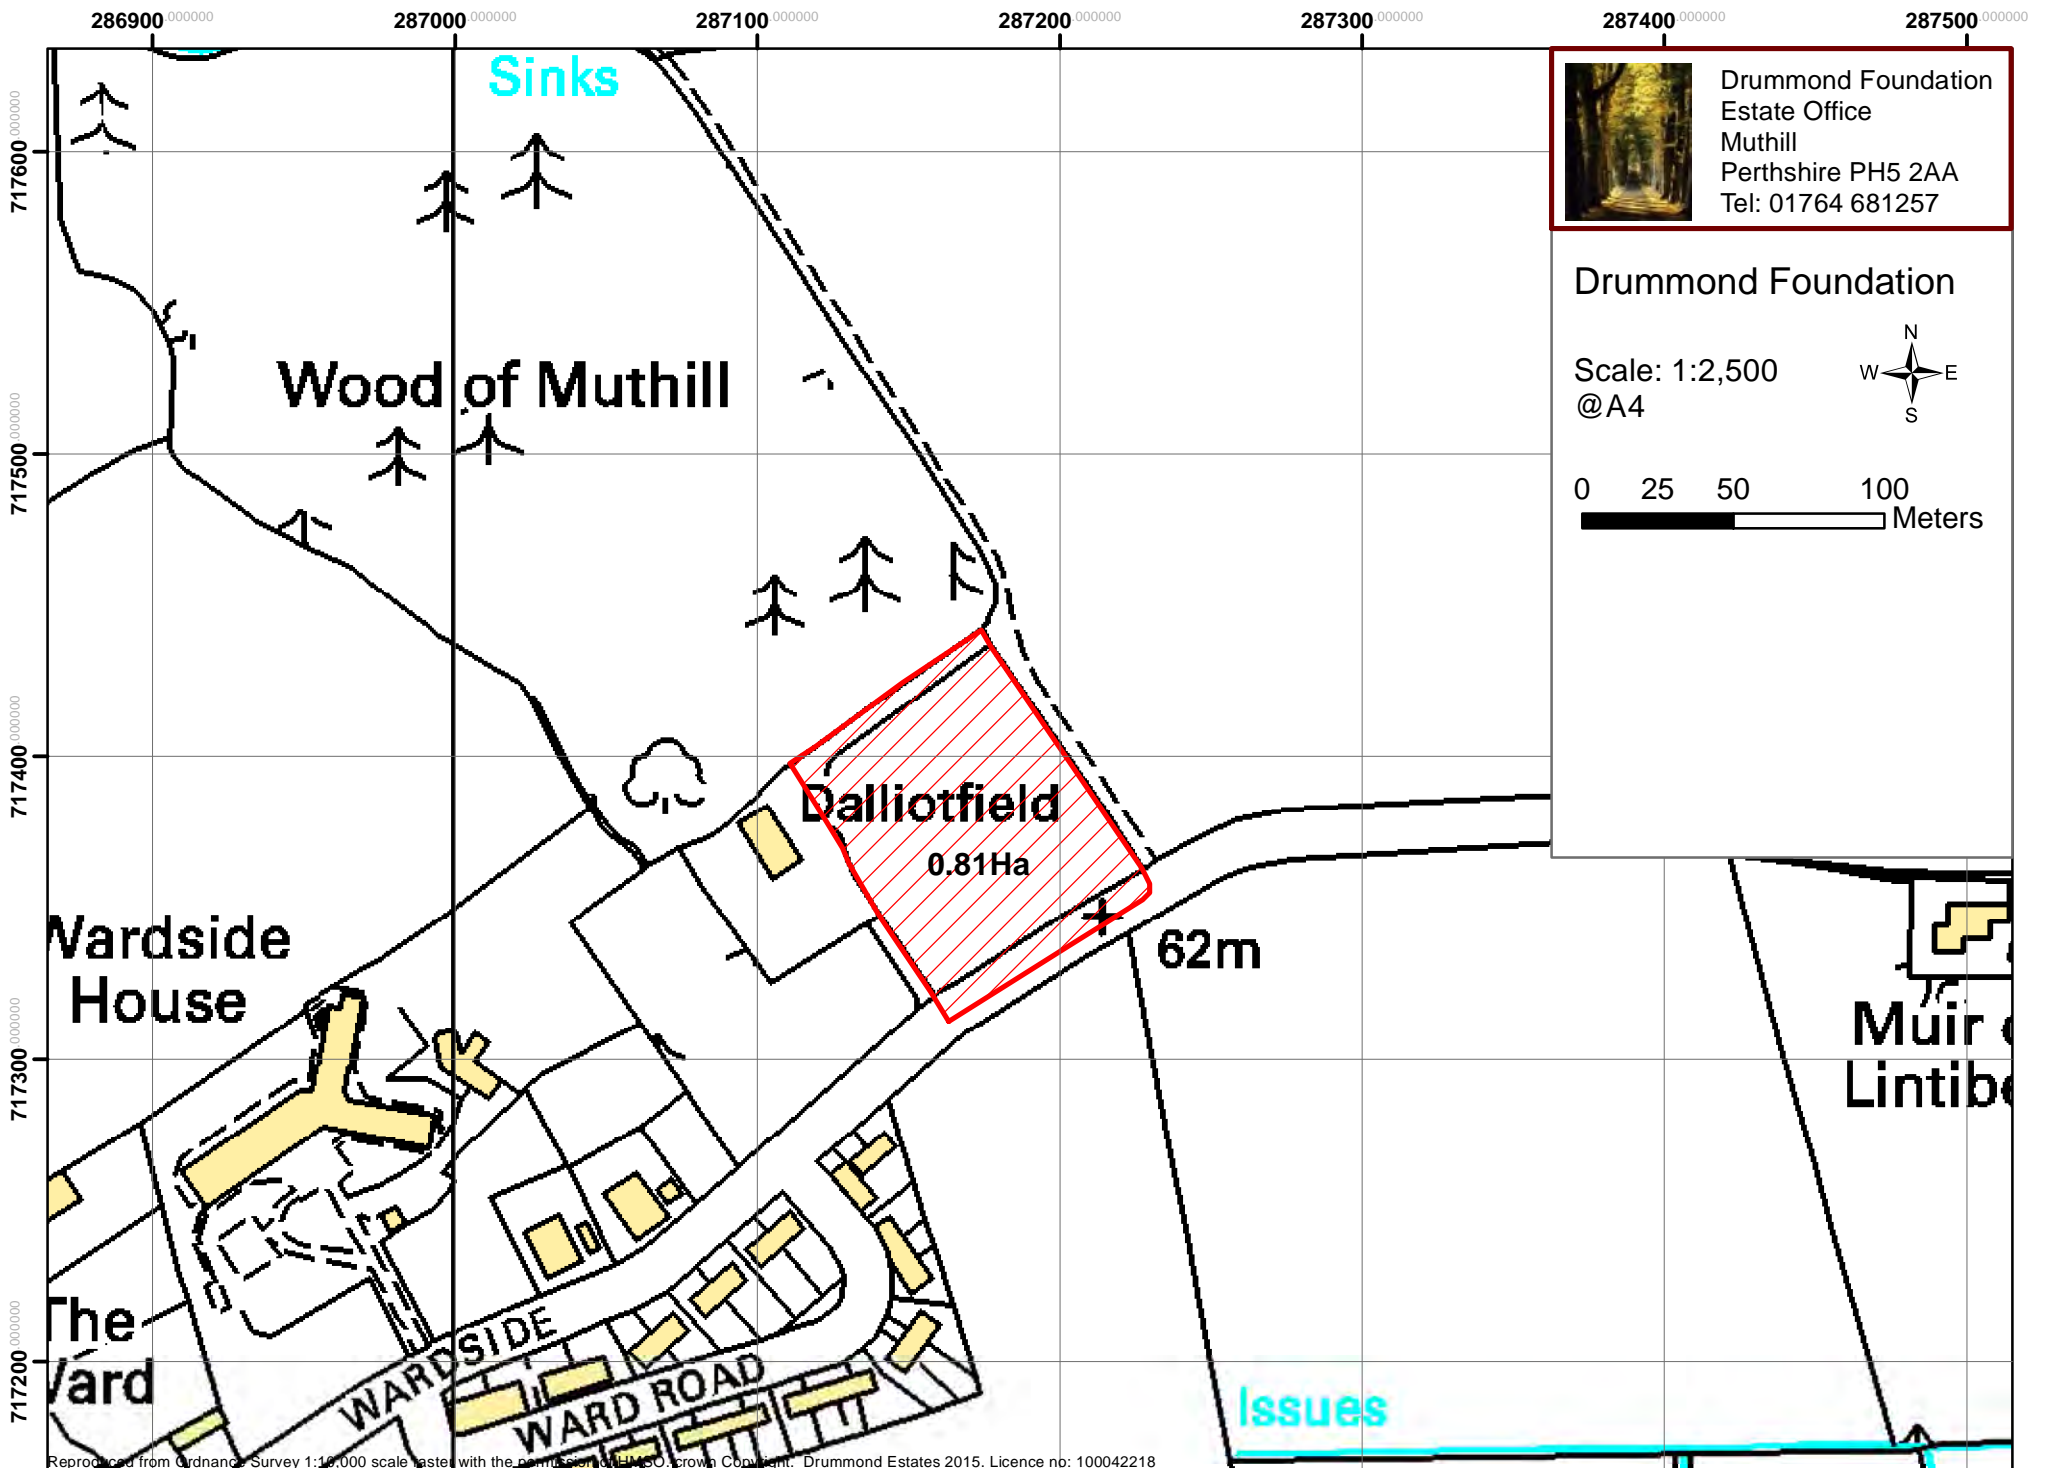 286900.000000 287000.000000 287100.000000 287200.000000 287300.000000 287400.000000 287500.000000
717600.000000
717500.000000
717400.000000
717300.000000
717200.000000
Sinks
Drummond Foundation
Estate Office
Muthill
Perthshire PH5 2AA
Tel: 01764 681257
Drummond Foundation
Scale: 1:2,500
@A4
N
W E
S
0 25 50 100
Meters
Wood of Muthill
Dalliotfield
0.81Ha
62m
Wardside
House
Muir
Lintib
The
Ward
WARDSIDE
WARD ROAD
Issues
Reproduced from Ordnance Survey 1:10,000 scale raster with the permission of HMSO. crown Copyright. Drummond Estates 2015. Licence no: 100042218